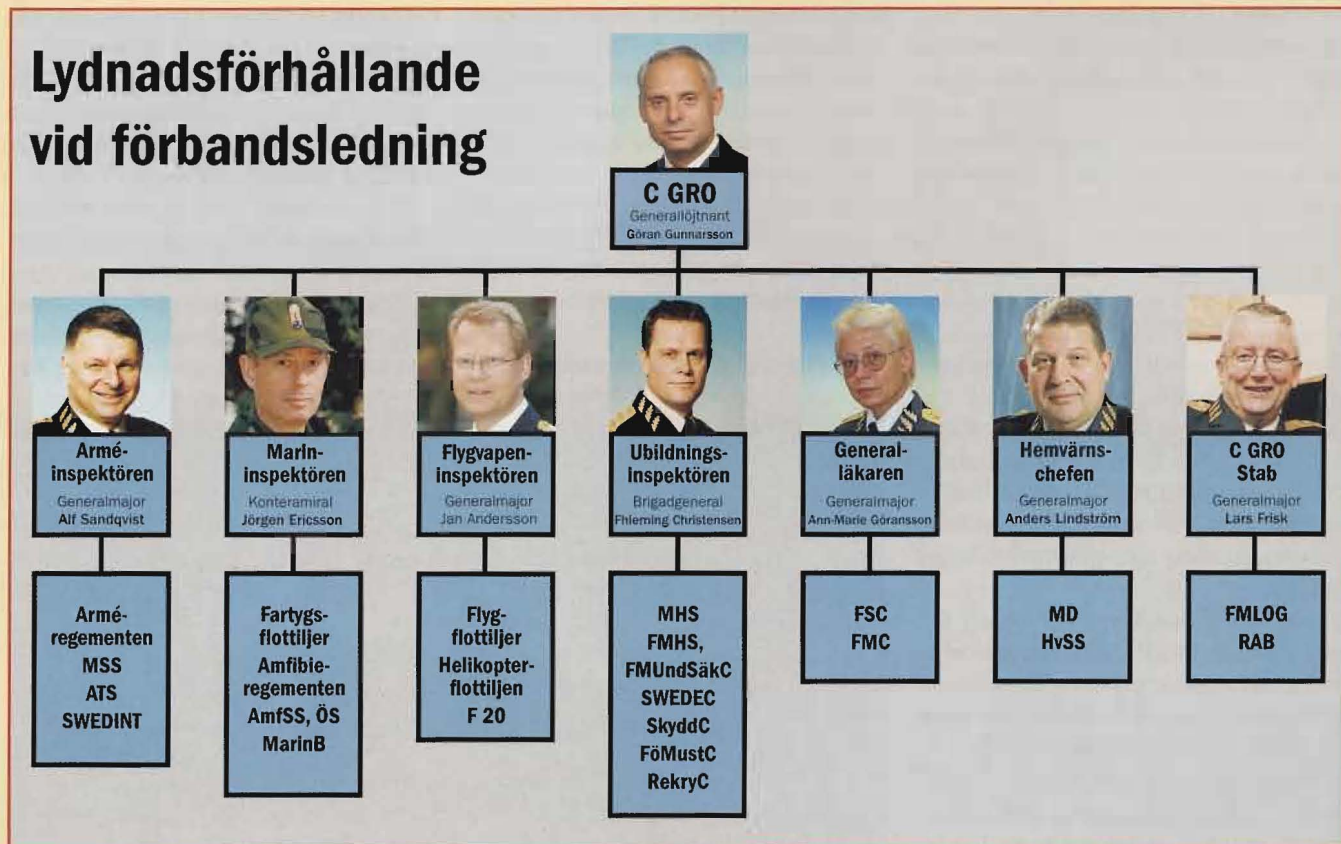 Lydnadsförhållande
vid förbandsledning
C GRO
Generallöjtnant
Göran Gunnarsson
Armé-
inspektören
Generalmajor
Alf Sandqvist
Marin-
inspektören
Konteramiral
Jörgen Ericsson
Flygvapen-
inspektören
Generalmajor
Jan Andersson
Ubildnings-
inspektören
Brigadgeneral
Fhleming Christensen
General-
läkaren
Generalmajor
Ann-Marie Göransson
Hemvärns-
chefen
Generalmajor
Anders Lindström
C GRO
Stab
Generalmajor
Lars Frisk
Armé-
regementen
MSS
ATS
SWEDINT
Fartygs-
flottiljer
Amfibie-
regementen
AmfSS, ÖS
MarinB
Flyg-
flottiljer
Helikopter-
flottiljen
F 20
MHS
FMHS,
FMUndSäkC
SWEDEC
SkyddC
FöMustC
RekryC
FSC
FMC
MD
HvSS
FMLOG
RAB